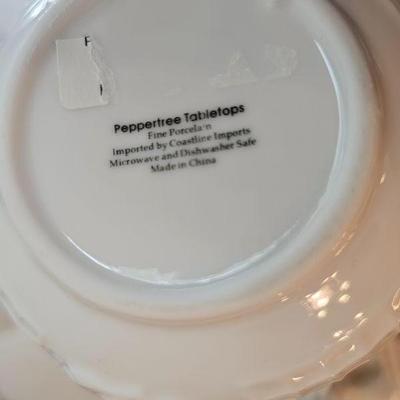 Peppertree Tabletops
Fine Porcelain
Imported by Coastline Imports
Microwave and Dishwasher Safe
Made in China